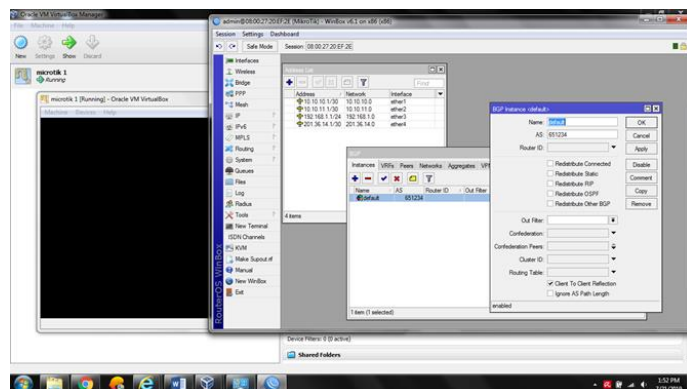 Oracle VM VirtualBox Manager
File Machine Help
New Settings Show Discard
microtik 1
Running
microtik 1 [Running] - Oracle VM VirtualBox
Machine Devices Help
Device Filters: 0 (0 active)
Shared Folders
admin@08:00:27:20:EF:2E (MikroTik) - WinBox v6.1 on x86 (x86)
Session Settings Dashboard
Safe Mode Session: 08:00:27:20:EF:2E
RouterOS WinBox
Interfaces
Wireless
Bridge
PPP
Mesh
IP
IPv6
MPLS
Routing
System
Queues
Files
Log
Radius
Tools
New Terminal
ISDN Channels
KVM
Make Supout.rif
Manual
New WinBox
Exit
Address List
Find
Address Network Interface
10.10.10.1/30 10.10.10.0 ether1
10.10.11.1/30 10.10.11.0 ether2
192.168.1.1/24 192.168.1.0 ether3
201.36.14.1/30 201.36.14.0 ether4
4 items
BGP
Instances VRFs Peers Networks Aggregates
Name AS Router ID Out Filter
default 651234
1 item (1 selected)
BGP Instance <default>
Name: default
AS: 651234
Router ID:
Redistribute Connected
Redistribute Static
Redistribute RIP
Redistribute OSPF
Redistribute Other BGP
Out Filter:
Confederation:
Confederation Peers:
Cluster ID:
Routing Table:
Client To Client Reflection
Ignore AS Path Length
enabled
OK
Cancel
Apply
Disable
Comment
Copy
Remove
1:52 PM